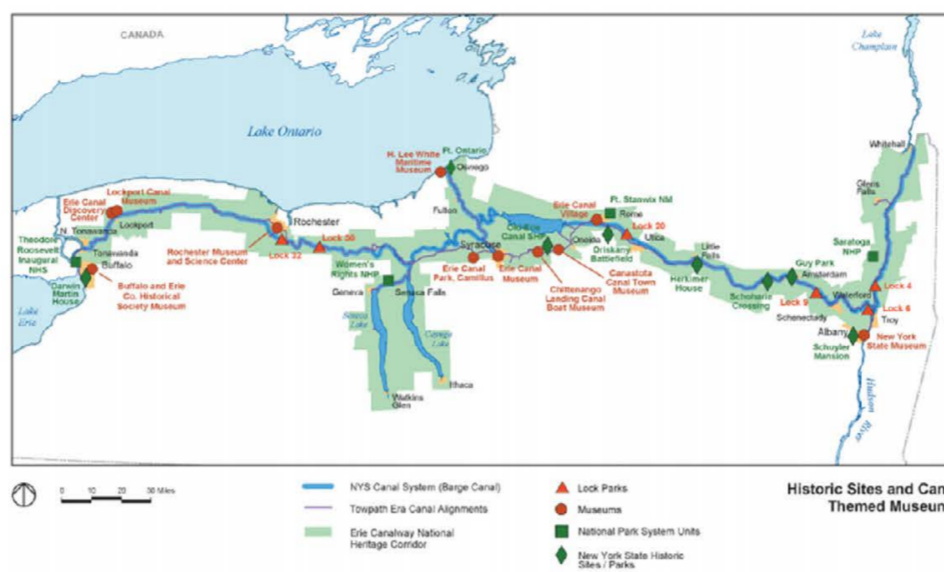 CANADA
Lake
Champlain
Lake Ontario
H. Lee White
Maritime
Museum
Ft. Ontario
Oswego
Whitehall
Glens
Falls
Lockport Canal
Museum
Erie Canal
Discovery
Center
N. Tonawanda
Lockport
Rochester
Fulton
Erie Canal
Village
Ft. Stanwix NM
Rome
Lock 20
Utica
Theodore
Roosevelt
Inaugural
NHS
Tonawanda
Buffalo
Rochester Museum
and Science Center
Lock 32
Lock 30
Canal SHP
Oneida
Oriskany
Battlefield
Little
Falls
Saratoga
NHP
Women's
Rights NHP
Syracuse
Darwin
Martin
House
Buffalo and Erie
Co. Historical
Society Museum
Geneva
Seneca Falls
Erie Canal
Park, Camillus
Erie Canal
Museum
Canastota
Canal Town
Museum
Chittenango
Landing Canal
Boat Museum
Herkimer
House
Guy Park
Amsterdam
Schoharie
Crossing
Lock 9
Waterford
Lock 4
Lock 6
Lake
Erie
Seneca
Lake
Cayuga
Lake
Schenectady
Troy
Albany
Schuyler
Mansion
New York
State Museum
Ithaca
Watkins
Glen
Hudson River
0 10 20 30 Miles
NYS Canal System (Barge Canal)
Towpath Era Canal Alignments
Erie Canalway National
Heritage Corridor
Lock Parks
Museums
National Park System Units
New York State Historic
Sites / Parks
Historic Sites and Can
Themed Museum